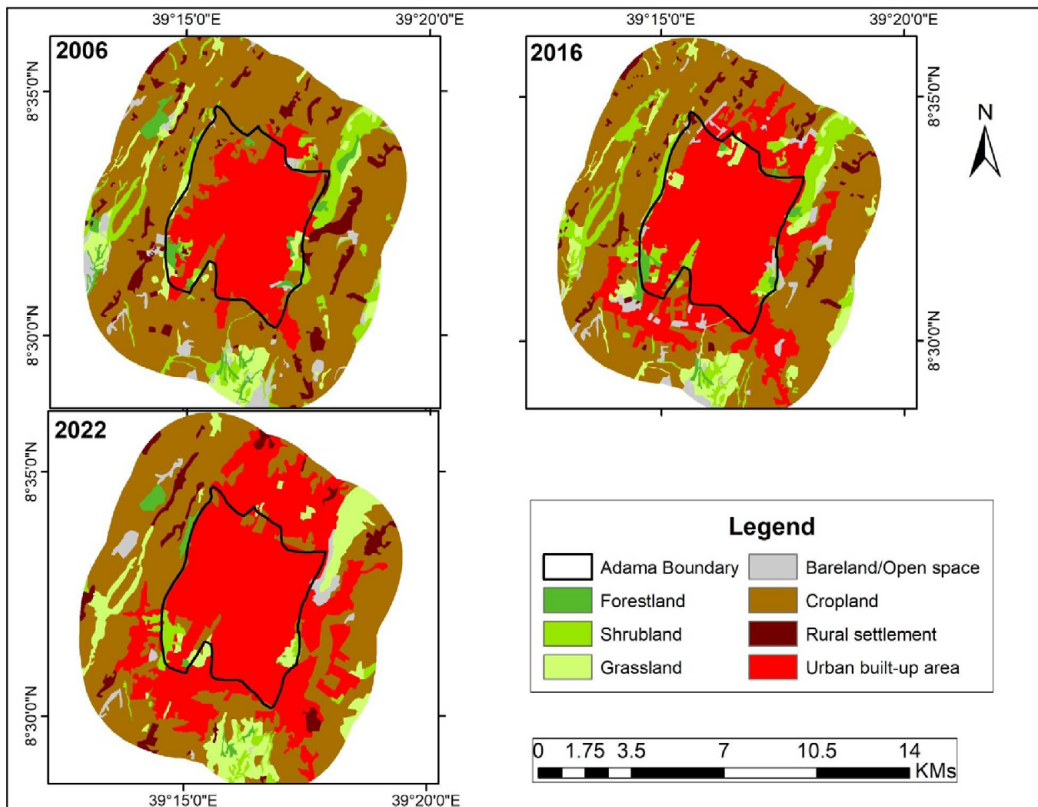 39°15'0"E
39°20'0"E
39°15'0"E
39°20'0"E
2006
2016
8°35'0"N
8°30'0"N
8°35'0"N
8°30'0"N
N
2022
8°35'0"N
8°30'0"N
39°15'0"E
39°20'0"E
Legend
Adama Boundary
Bareland/Open space
Forestland
Cropland
Shrubland
Rural settlement
Grassland
Urban built-up area
0 1.75 3.5 7 10.5 14
KMs